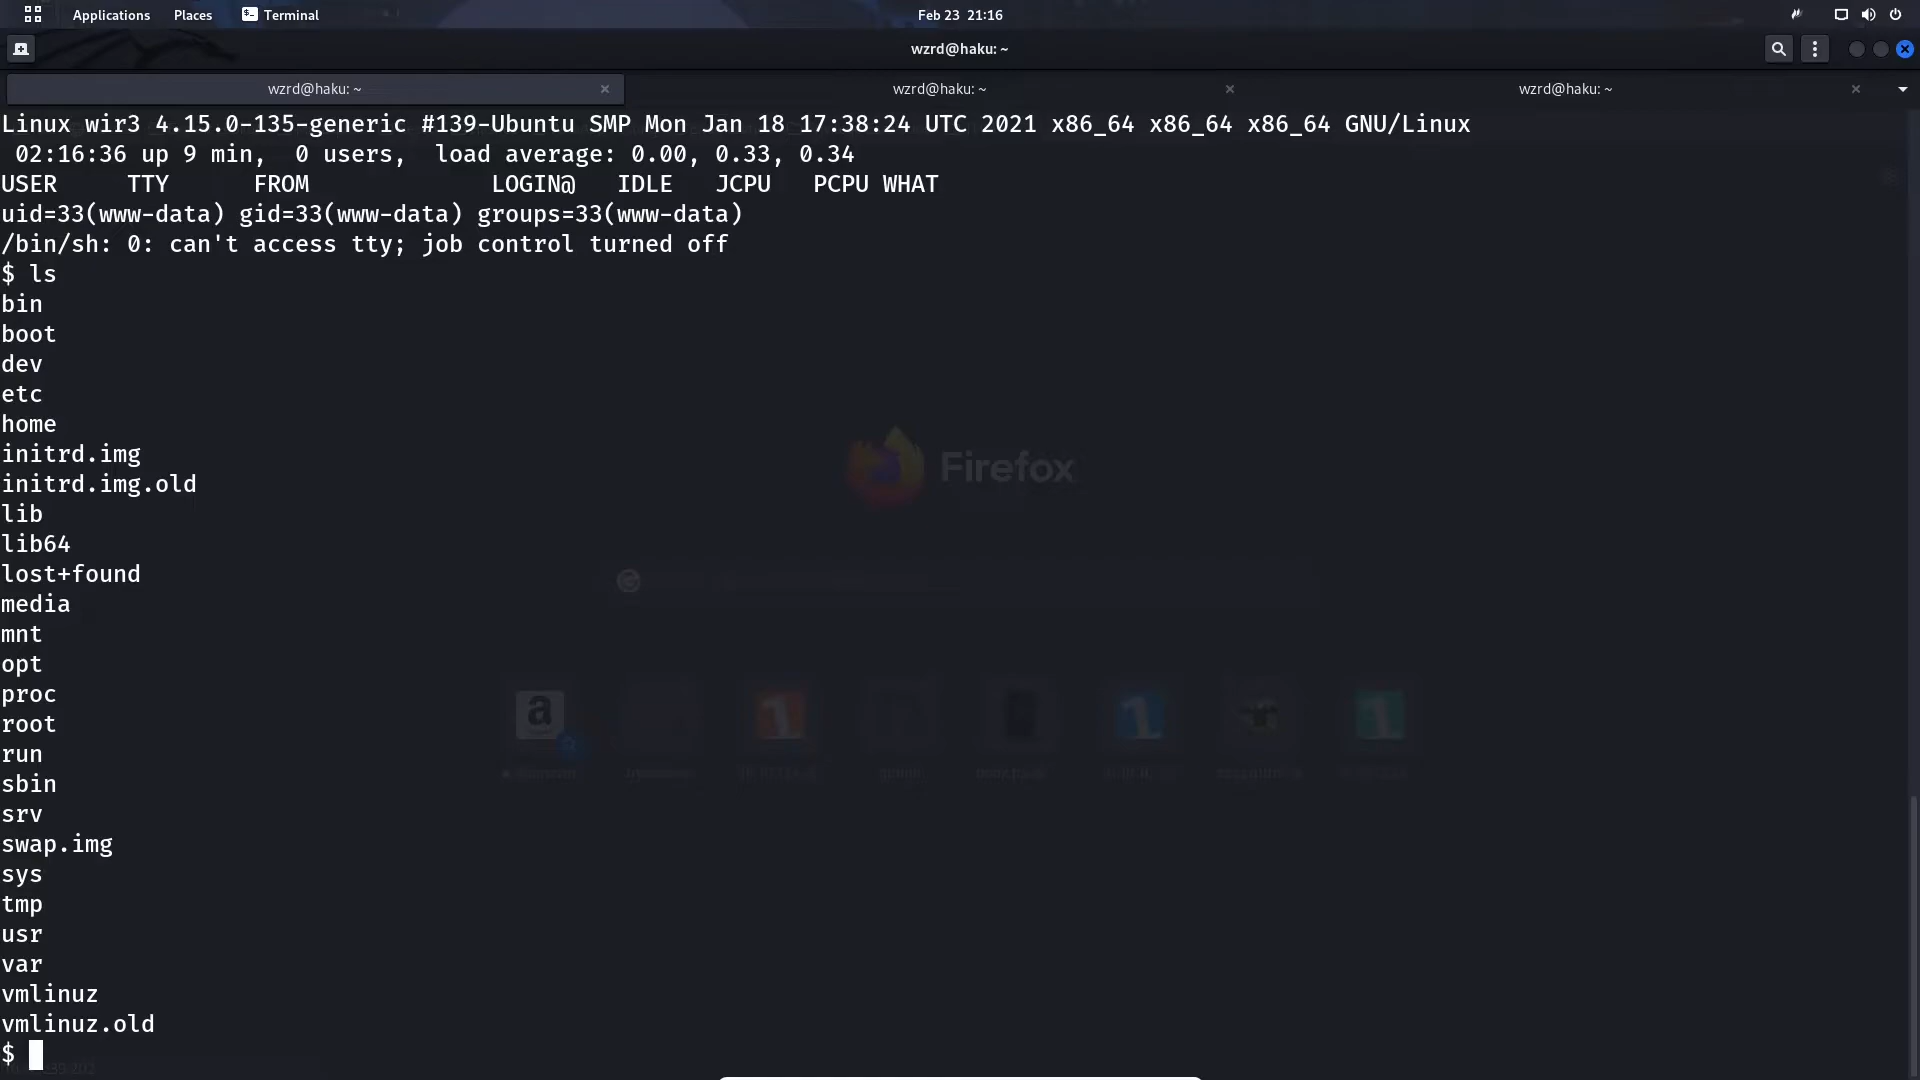 Applications Places Terminal Feb 23 21:16
wzrd@haku: ~
wzrd@haku: ~ wzrd@haku: ~ wzrd@haku: ~
Linux wir3 4.15.0-135-generic #139-Ubuntu SMP Mon Jan 18 17:38:24 UTC 2021 x86_64 x86_64 x86_64 GNU/Linux
02:16:36 up 9 min, 0 users, load average: 0.00, 0.33, 0.34
USER TTY FROM LOGIN@ IDLE JCPU PCPU WHAT
uid=33(www-data) gid=33(www-data) groups=33(www-data)
/bin/sh: 0: can't access tty; job control turned off
$ ls
bin
boot
dev
etc
home
initrd.img
initrd.img.old
lib
lib64
lost+found
media
mnt
opt
proc
root
run
sbin
srv
swap.img
sys
tmp
usr
var
vmlinuz
vmlinuz.old
$
Firefox